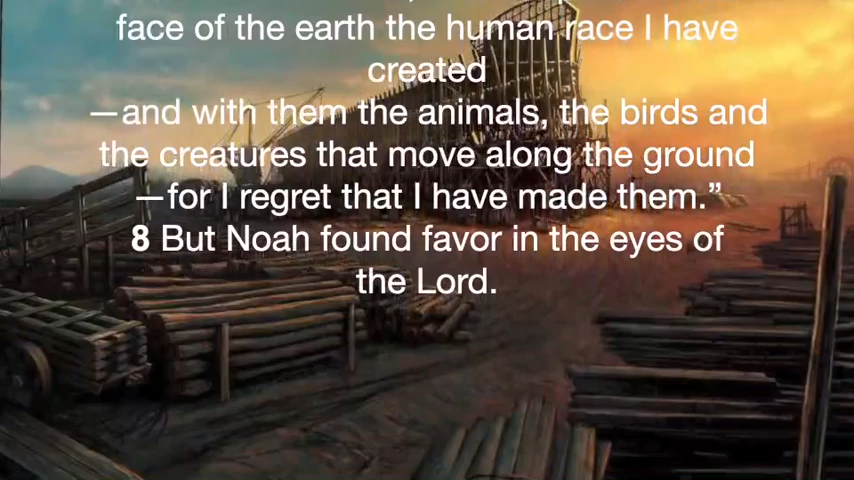 face of the earth the human race I have
created
—and with them the animals, the birds and
the creatures that move along the ground
—for I regret that I have made them.”
8 But Noah found favor in the eyes of
the Lord.